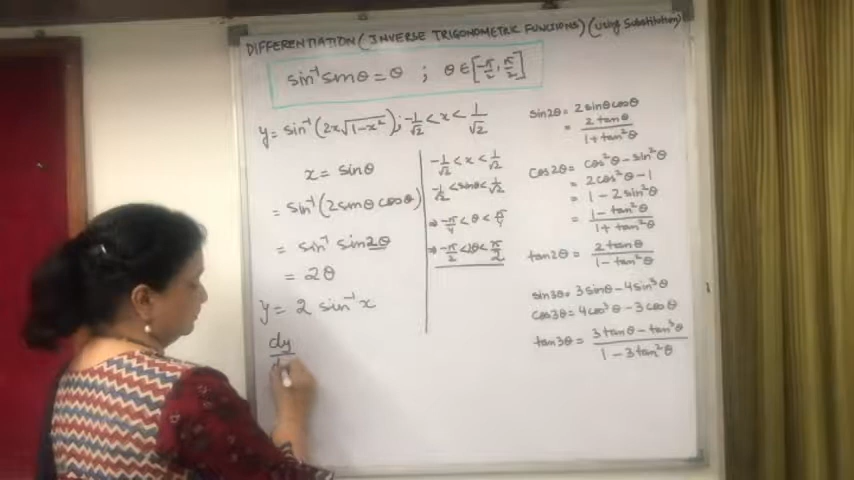 DIFFERENTIATION (INVERSE TRIGONOMETRIC FUNCTIONS) (using Substitution)
sin⁻¹ sinθ = θ ; θ ∈ [-π/2, π/2]
y = sin⁻¹(2x√(1-x²)) ; -1/√2 < x < 1/√2
x = sinθ
= sin⁻¹(2sinθ cosθ)
= sin⁻¹ sin2θ
= 2θ
y = 2 sin⁻¹x
dy
-1/√2 < x < 1/√2
-1/√2 < sinθ < 1/√2
⇒ -π/4 < θ < π/4
⇒ -π/2 < 2θ < π/2
sin2θ = 2sinθcosθ
= 2tanθ/(1+tan²θ)
cos2θ = cos²θ - sin²θ
= 2cos²θ - 1
= 1 - 2sin²θ
= (1 - tan²θ)/(1 + tan²θ)
tan2θ = 2tanθ/(1 - tan²θ)
sin3θ = 3sinθ - 4sin³θ
cos3θ = 4cos³θ - 3cosθ
tan3θ = (3tanθ - tan³θ)/(1 - 3tan²θ)